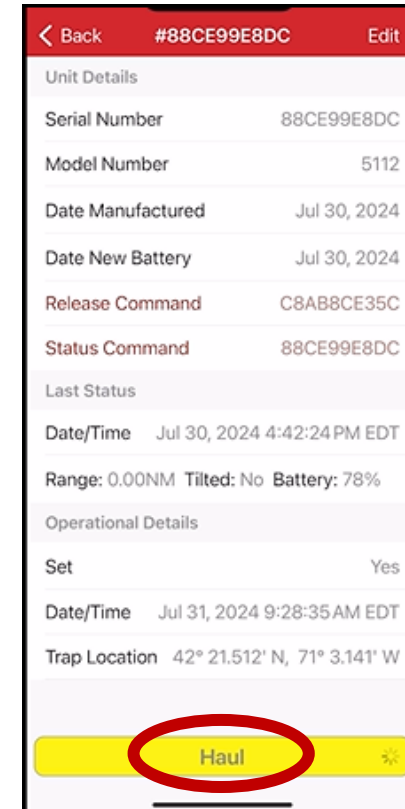 Back #88CE99E8DC Edit
Unit Details
Serial Number 88CE99E8DC
Model Number 5112
Date Manufactured Jul 30, 2024
Date New Battery Jul 30, 2024
Release Command C8AB8CE35C
Status Command 88CE99E8DC
Last Status
Date/Time Jul 30, 2024 4:42:24 PM EDT
Range: 0.00NM Tilted: No Battery: 78%
Operational Details
Set Yes
Date/Time Jul 31, 2024 9:28:35 AM EDT
Trap Location 42° 21.512' N, 71° 3.141' W
Haul